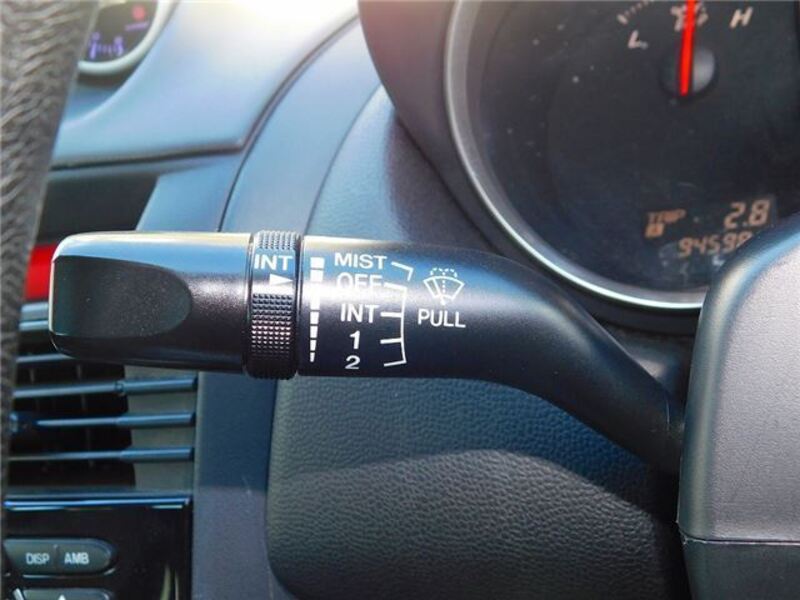 L H
TRIP 2.8
A 94598
INT MIST
OFF
INT PULL
1
2
DISP AMB